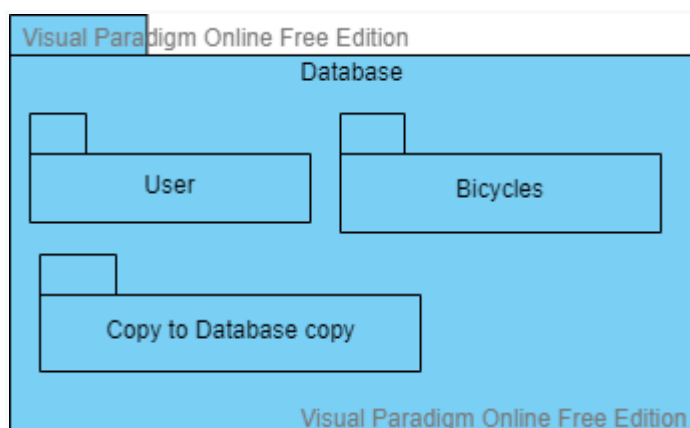 Visual Paradigm Online Free Edition
Database
User
Bicycles
Copy to Database copy
Visual Paradigm Online Free Edition